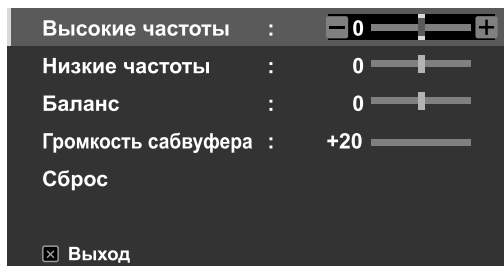 Высокие частоты : 0
Низкие частоты : 0
Баланс : 0
Громкость сабвуфера : +20
Сброс
Выход